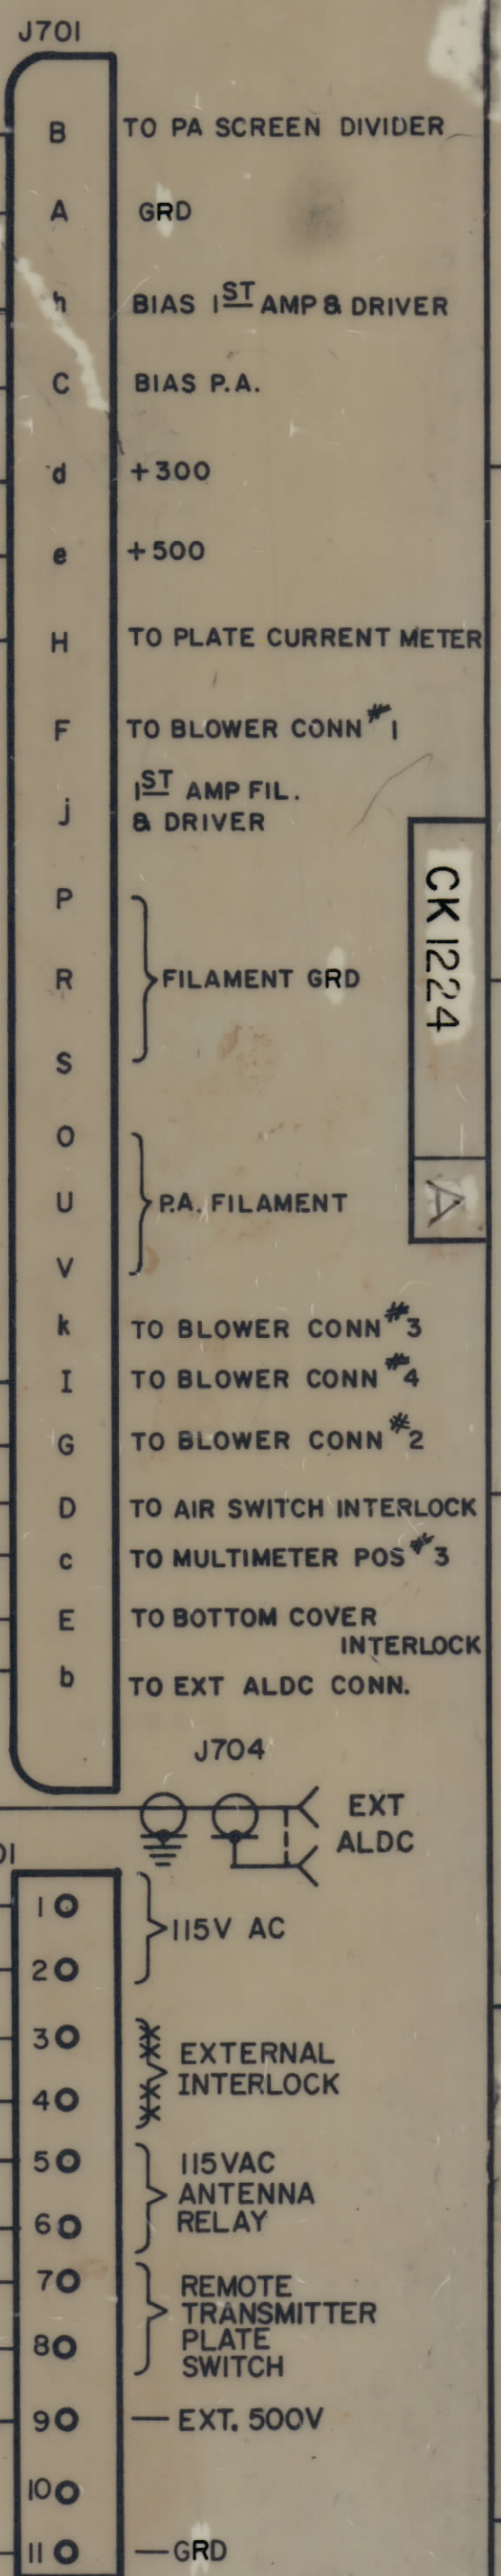 J701
B TO PA SCREEN DIVIDER
A GRD
h BIAS 1ST AMP & DRIVER
C BIAS P.A.
d +300
e +500
H TO PLATE CURRENT METER
F TO BLOWER CONN #1
j 1ST AMP FIL.
& DRIVER
P
R FILAMENT GRD
S
O
U P.A. FILAMENT
V
k TO BLOWER CONN #3
I TO BLOWER CONN #4
G TO BLOWER CONN #2
D TO AIR SWITCH INTERLOCK
c TO MULTIMETER POS #3
E TO BOTTOM COVER
INTERLOCK
b TO EXT ALDC CONN.
CK 1224
A
J704
EXT
ALDC
01
1
115V AC
2
3
EXTERNAL
INTERLOCK
4
5 115VAC
ANTENNA
6 RELAY
7 REMOTE
TRANSMITTER
8 PLATE
SWITCH
9 — EXT. 500V
10
11 — GRD